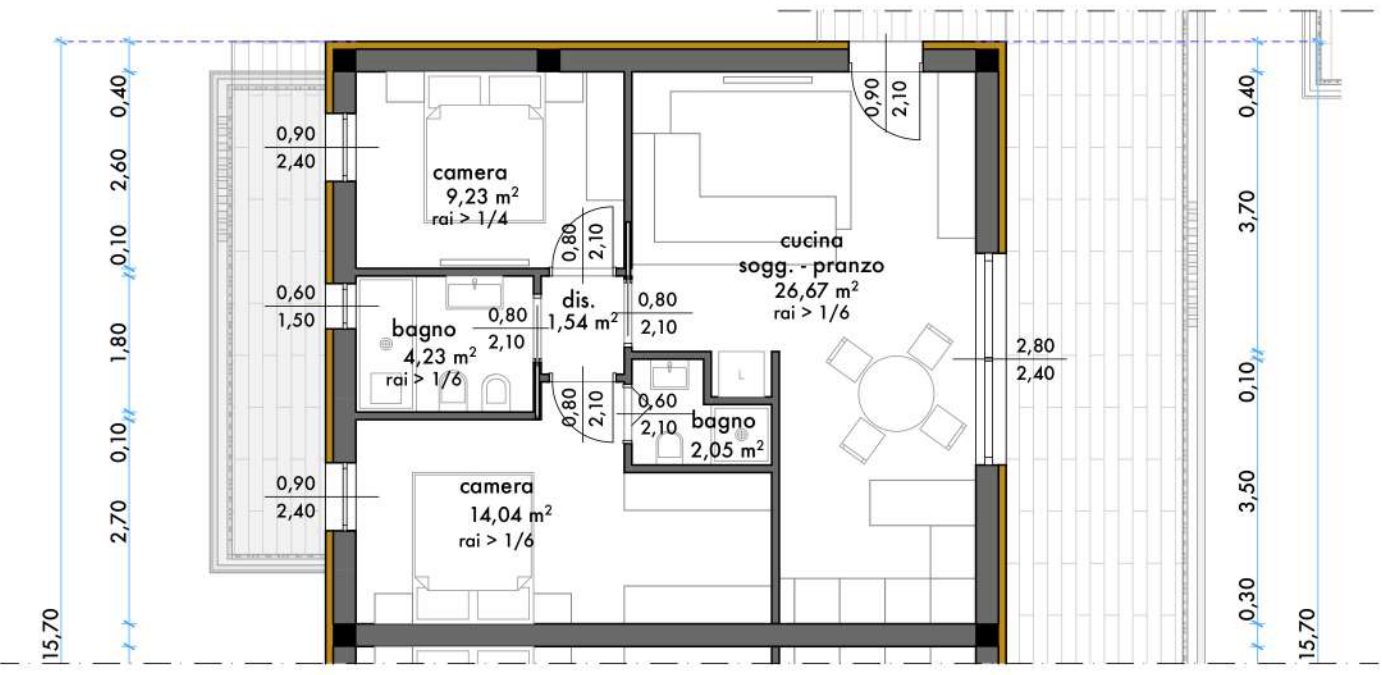 0,40
2,60
0,10
1,80
0,10
2,70
15,70
0,90
2,40
0,60
1,50
0,90
2,40
camera
9,23 m²
rai > 1/4
0,80
2,10
bagno
4,23 m²
rai > 1/6
0,80
2,10
dis.
1,54 m²
0,80
2,10
0,80
2,10
camera
14,04 m²
rai > 1/6
0,60
2,10
bagno
2,05 m²
L
cucina
sogg. - pranzo
26,67 m²
rai > 1/6
0,90
2,10
2,80
2,40
0,40
3,70
0,10
3,50
0,30
15,70